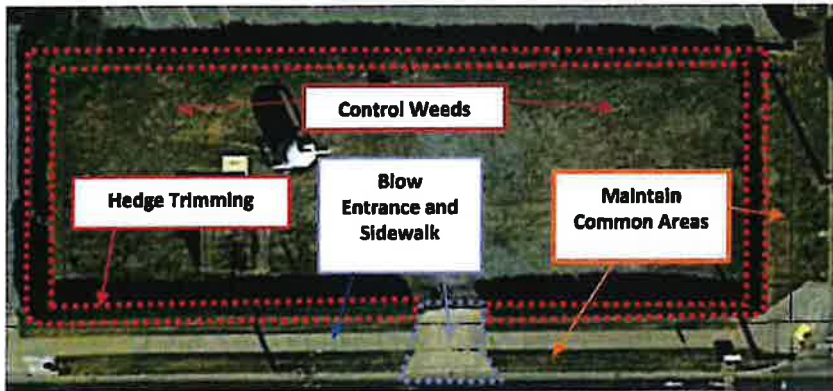 Control Weeds
Hedge Trimming
Blow
Entrance and
Sidewalk
Maintain
Common Areas